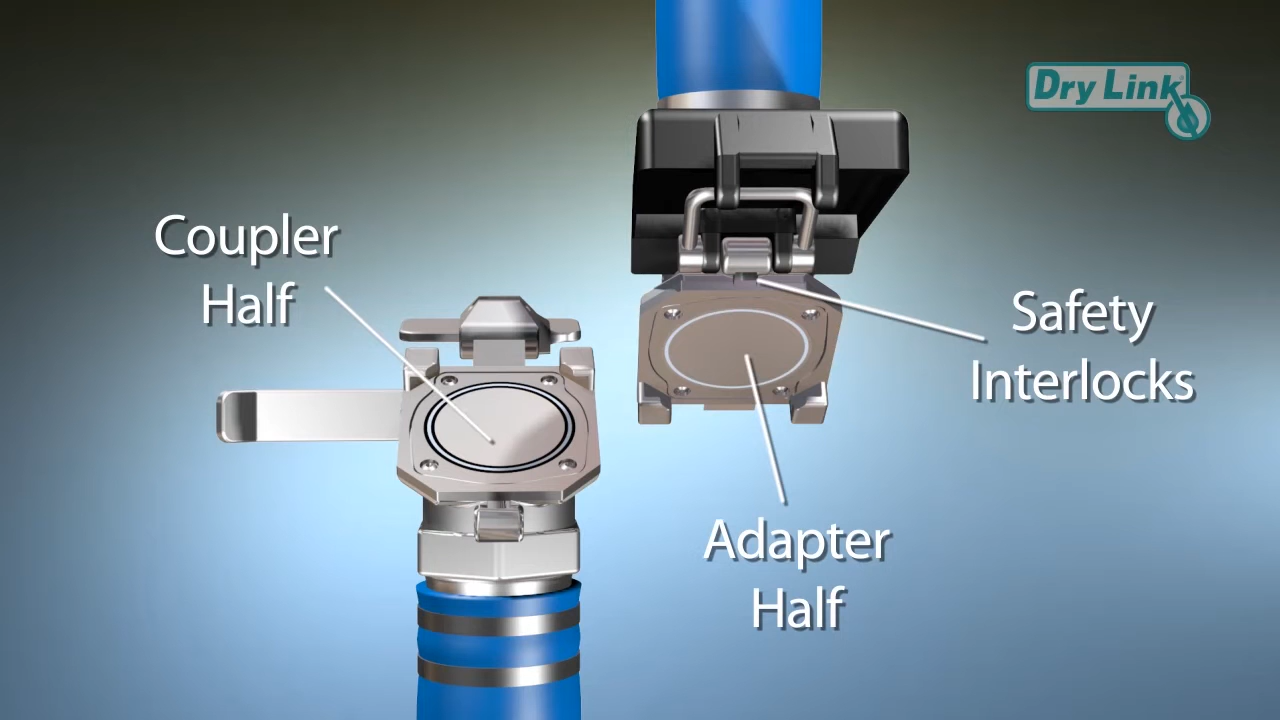 Dry Link
Coupler
Half
Safety
Interlocks
Adapter
Half